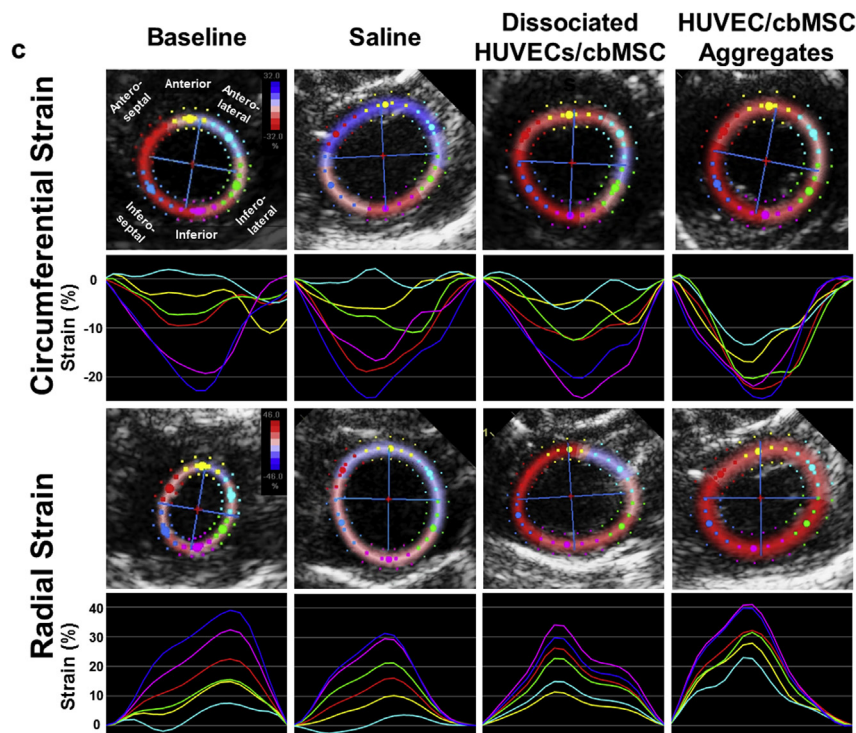 c
Baseline
Saline
Dissociated
HUVECs/cbMSC
HUVEC/cbMSC
Aggregates
Circumferential Strain
Antero-
septal
Anterior
Antero-
lateral
Infero-
septal
Inferior
Infero-
lateral
32.0
-32.0
%
Strain (%)
0
-10
-20
Radial Strain
46.0
-46.0
%
1
Strain (%)
40
30
20
10
0